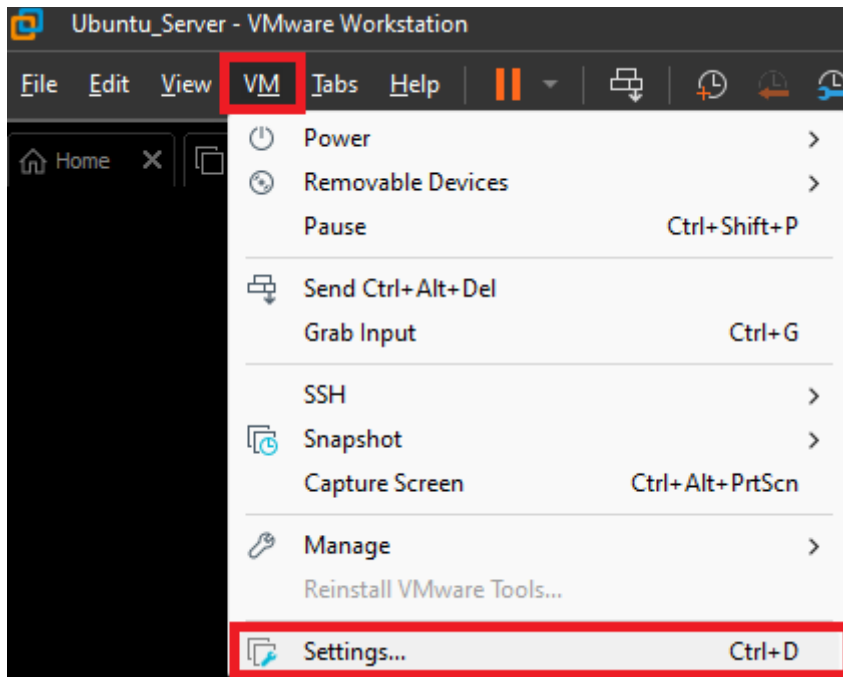 Ubuntu_Server - VMware Workstation
File Edit View VM Tabs Help
Home
Power
Removable Devices
Pause Ctrl+Shift+P
Send Ctrl+Alt+Del
Grab Input Ctrl+G
SSH
Snapshot
Capture Screen Ctrl+Alt+PrtScn
Manage
Reinstall VMware Tools...
Settings... Ctrl+D